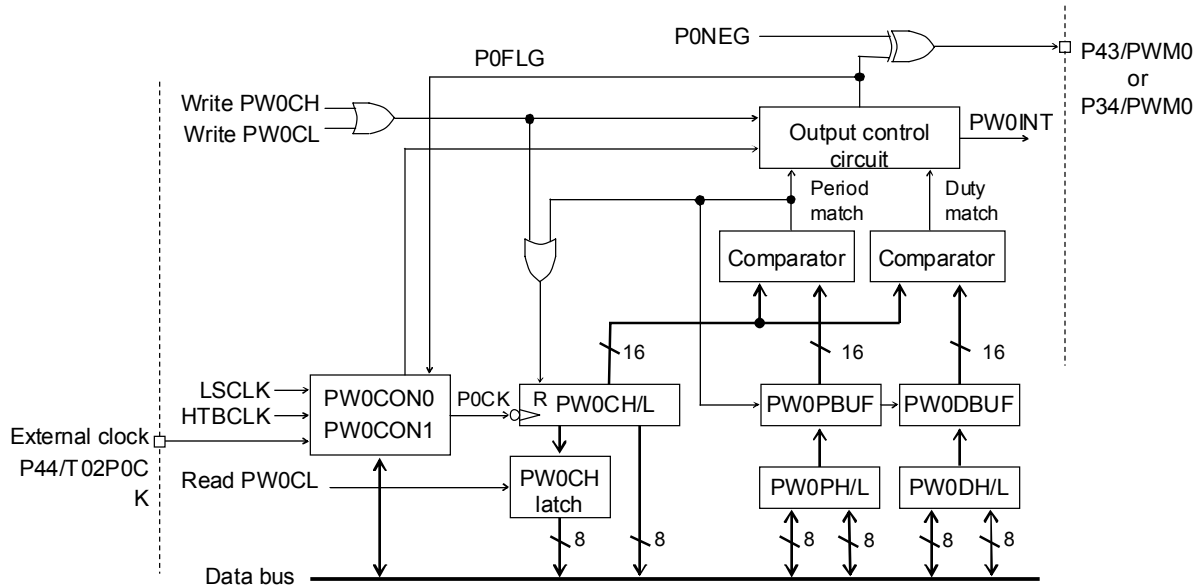 P0NEG
P43/PWM0
or
P34/PWM0
P0FLG
Write PW0CH
Write PW0CL
Output control
circuit
PW0INT
Period
match
Duty
match
Comparator
Comparator
16
16
16
LSCLK
HTBCLK
PW0CON0
PW0CON1
P0CK
R
PW0CH/L
PW0PBUF
PW0DBUF
External clock
P44/T02P0C
K
Read PW0CL
PW0CH
latch
PW0PH/L
PW0DH/L
8
8
8
8
8
8
Data bus